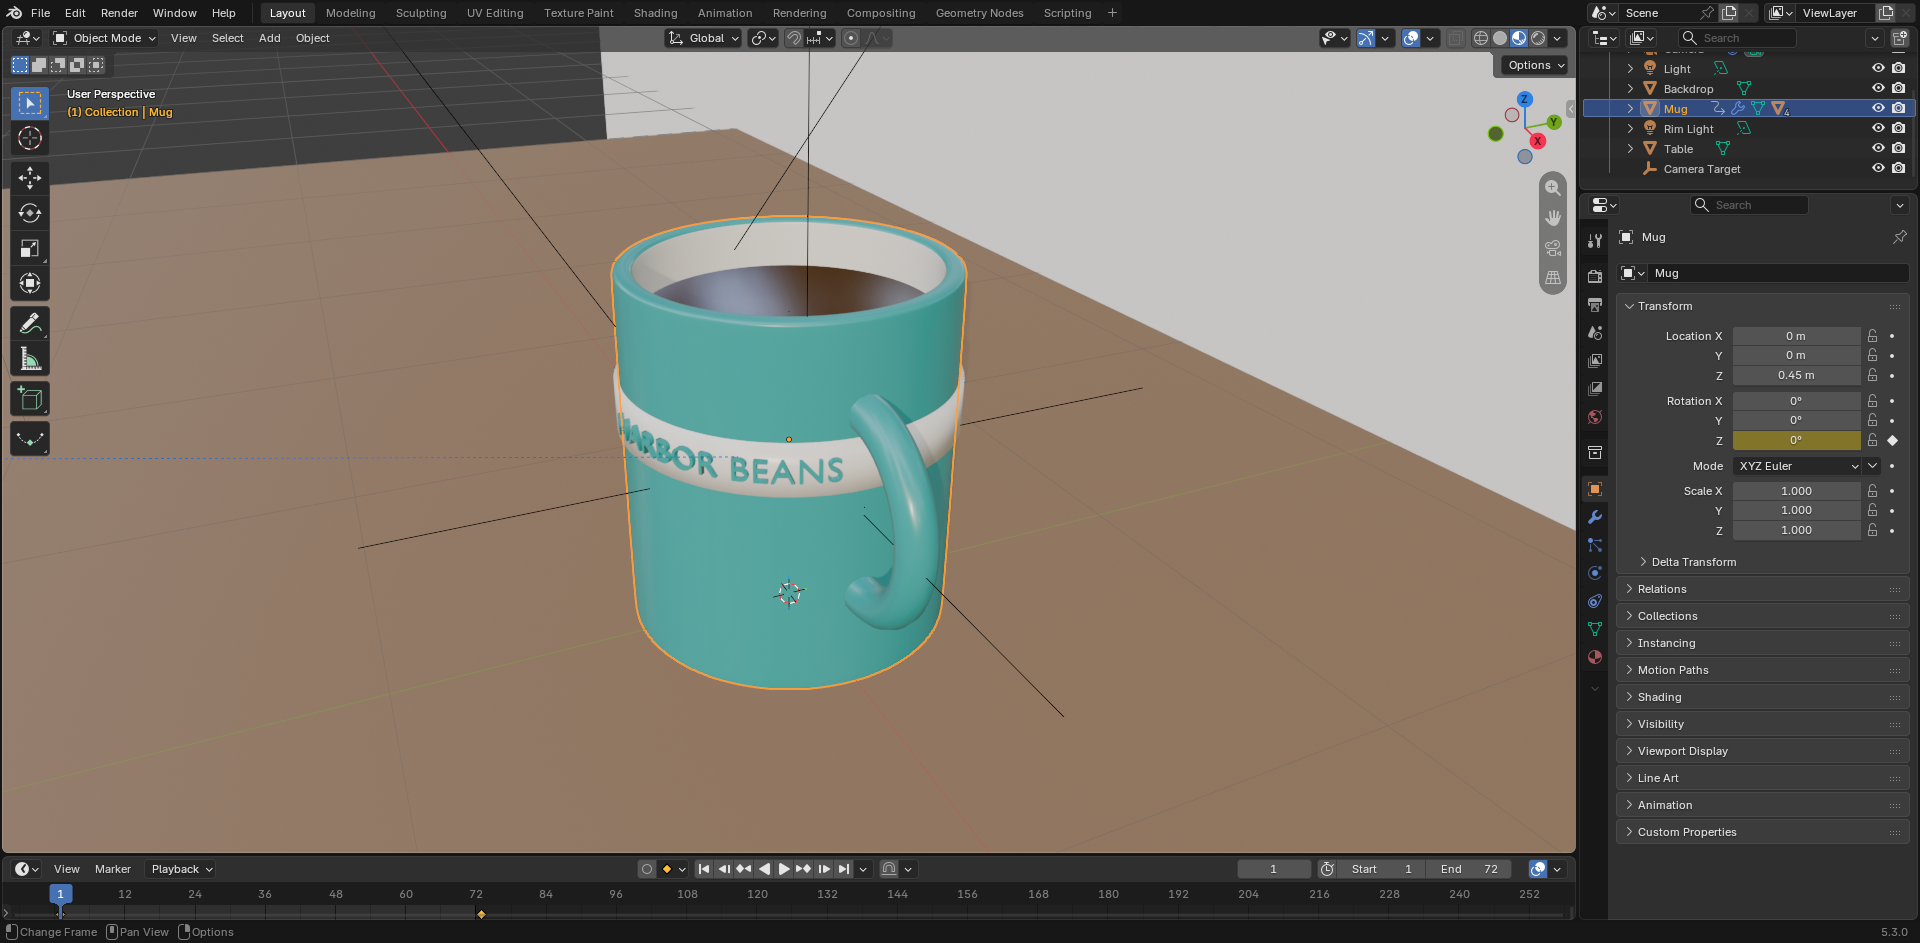 File Edit Render Window Help Layout Modeling Sculpting UV Editing Texture Paint Shading Animation Rendering Compositing Geometry Nodes Scripting + Scene ViewLayer
Object Mode View Select Add Object Global Search
Options
User Perspective
(1) Collection | Mug
Z
Y
X
Light
Backdrop
Mug 4
Rim Light
Table
Camera Target
Search
Mug
Mug
Transform
Location X 0 m
Y 0 m
Z 0.45 m
Rotation X 0°
Y 0°
Z 0°
Mode XYZ Euler
Scale X 1.000
Y 1.000
Z 1.000
Delta Transform
Relations
Collections
Instancing
Motion Paths
Shading
Visibility
Viewport Display
Line Art
Animation
Custom Properties
HARBOR BEANS
View Marker Playback 1 Start 1 End 72
1 12 24 36 48 60 72 84 96 108 120 132 144 156 168 180 192 204 216 228 240 252
Change Frame Pan View Options 5.3.0